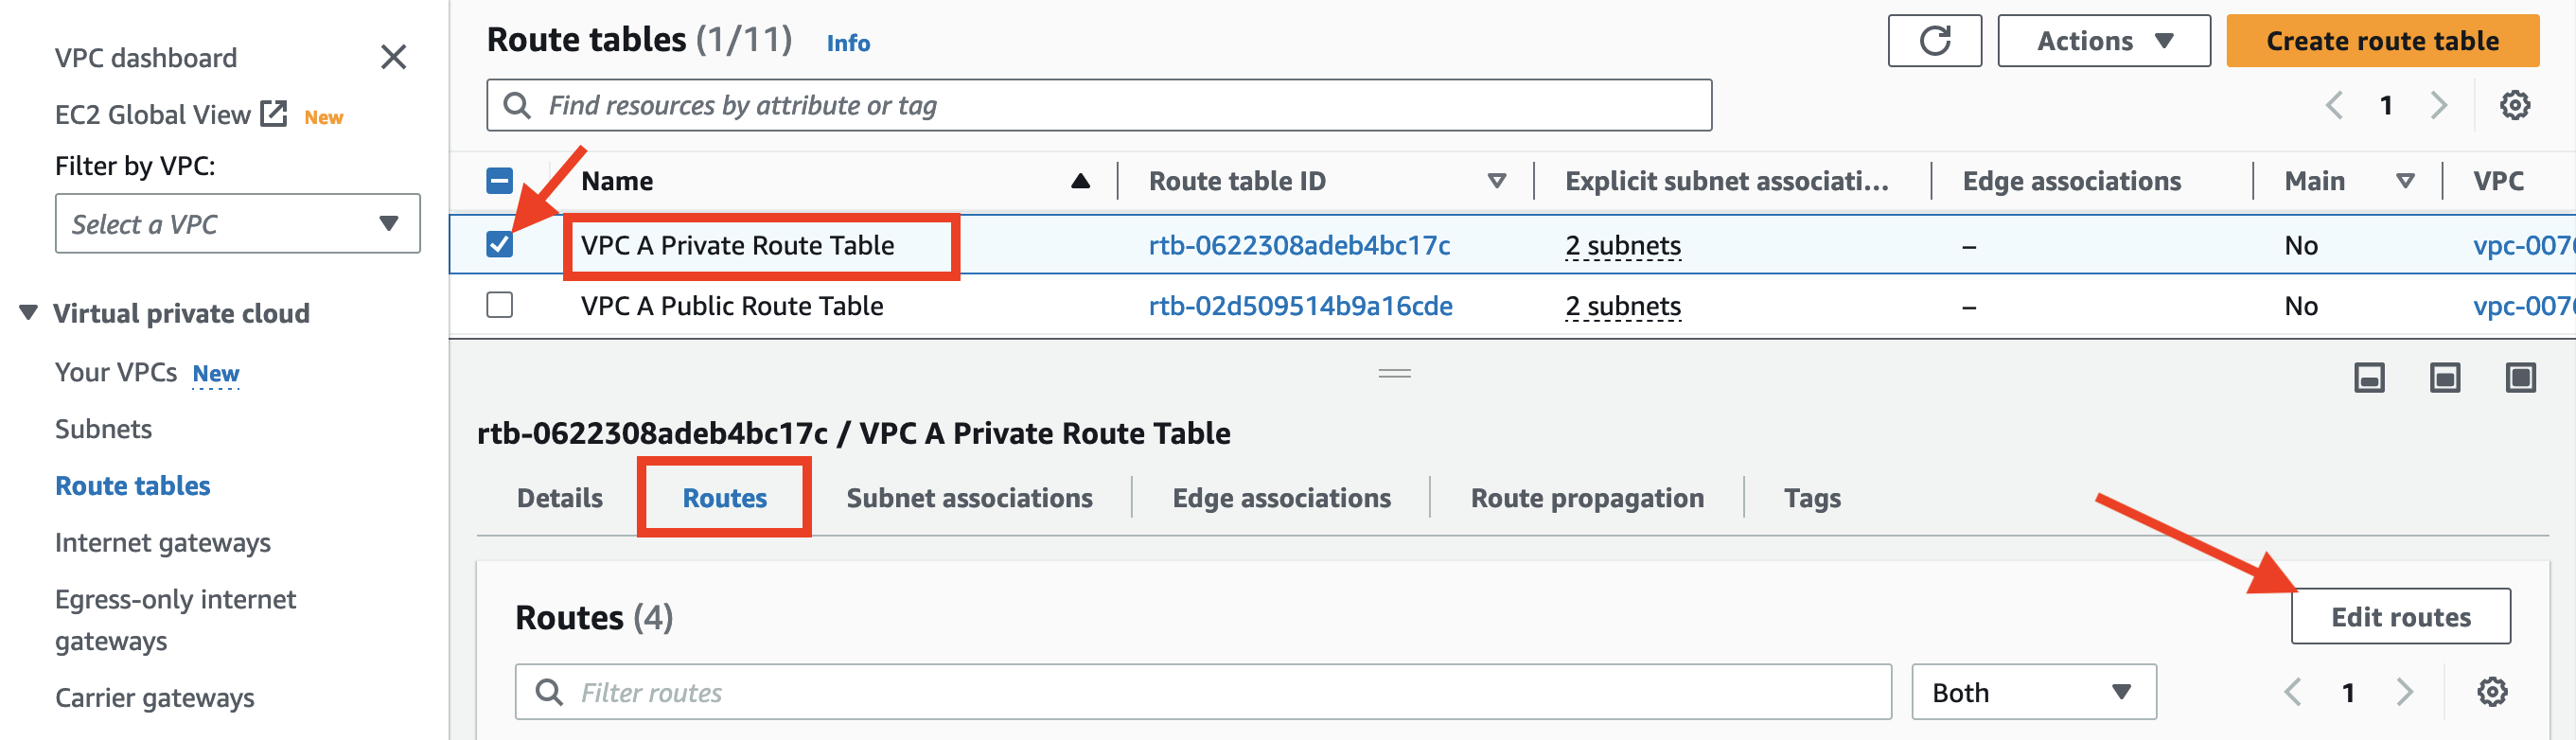 VPC dashboard
EC2 Global View New
Filter by VPC:
Select a VPC
Virtual private cloud
Your VPCs New
Subnets
Route tables
Internet gateways
Egress-only internet
gateways
Carrier gateways
Route tables (1/11) Info
Actions
Create route table
Find resources by attribute or tag
1
Name Route table ID Explicit subnet associati... Edge associations Main VPC
VPC A Private Route Table rtb-0622308adeb4bc17c 2 subnets – No vpc-007
VPC A Public Route Table rtb-02d509514b9a16cde 2 subnets – No vpc-007
rtb-0622308adeb4bc17c / VPC A Private Route Table
Details Routes Subnet associations Edge associations Route propagation Tags
Routes (4)
Edit routes
Filter routes
Both
1